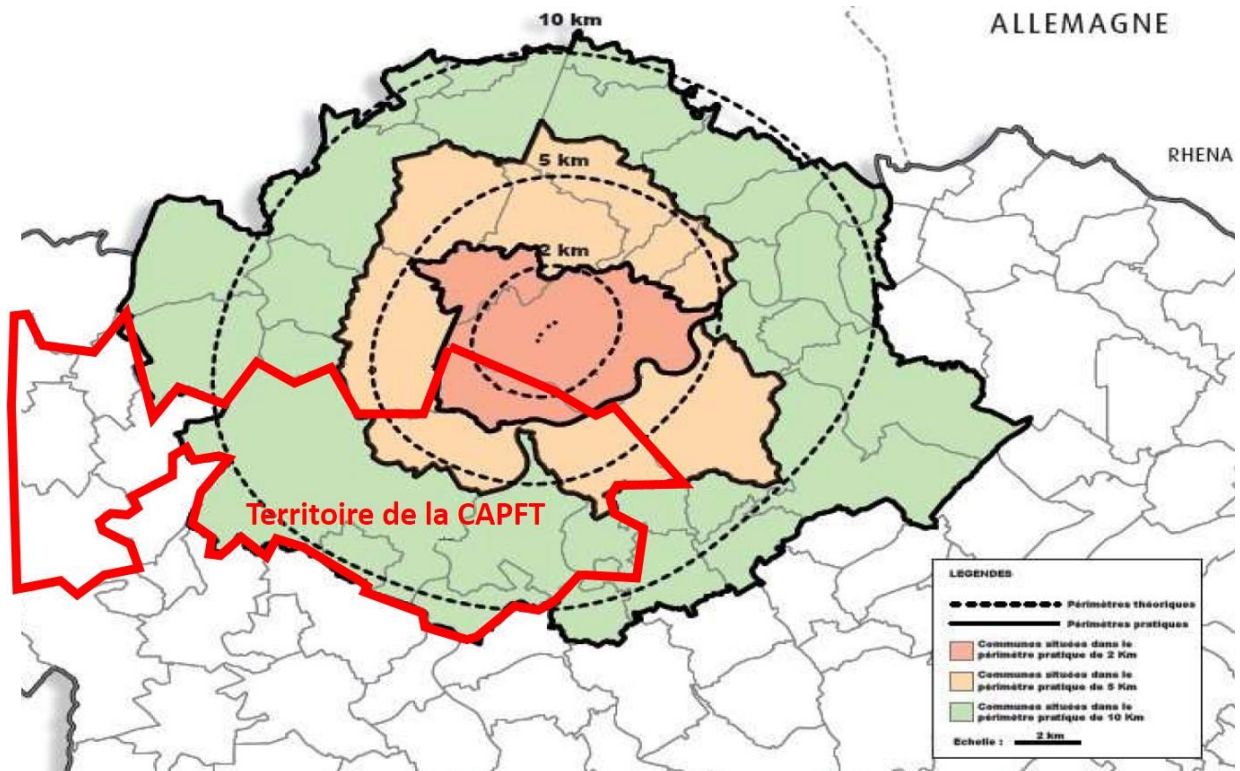 10 km
ALLEMAGNE
5 km
RHENA
2 km
Territoire de la CAPFT
LEGENDES
Périmètres théoriques
Périmètres pratiques
Communes situées dans le
périmètre pratique de 2 Km
Communes situées dans le
périmètre pratique de 5 Km
Communes situées dans le
périmètre pratique de 10 Km
Echelle :
2 km